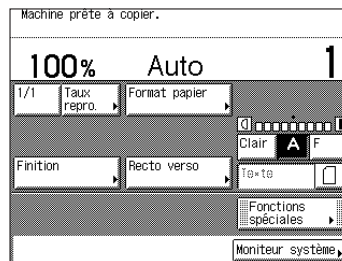 Machine prête à copier.
100% Auto 1
1/1 Taux repro. Format papier
Clair A F
Finition Recto verso Texte
Fonctions spéciales
Moniteur système